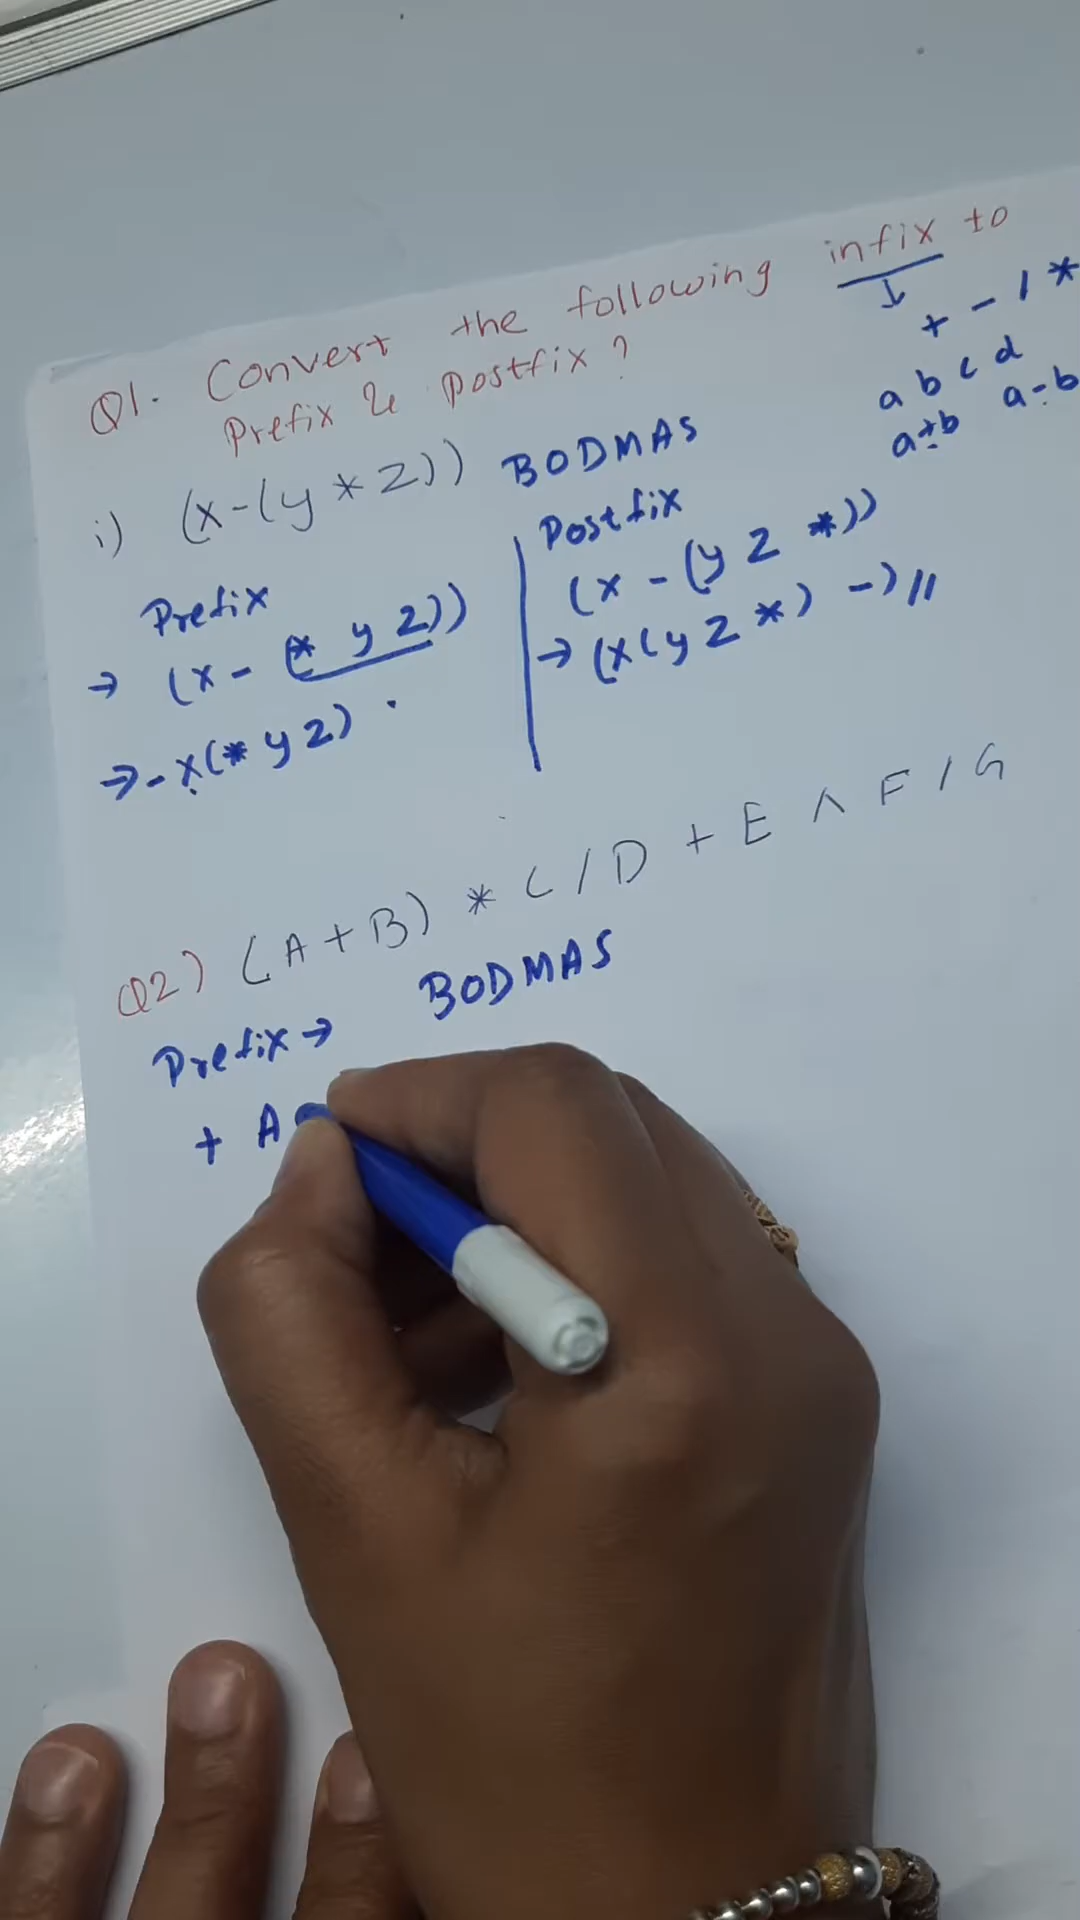 Q1. Convert the following infix to
Prefix & Postfix ?
↓
+ - / *
a b c d
a+b a-b
i) (x-(y*z)) BODMAS
Prefix
→ (x - (* y z))
→ - x(* y z) .
Postfix
(x - (y z *))
→ (x(y z *) -) //
Q2) (A+B) * C / D + E ^ F / G
BODMAS
Prefix →
+ A